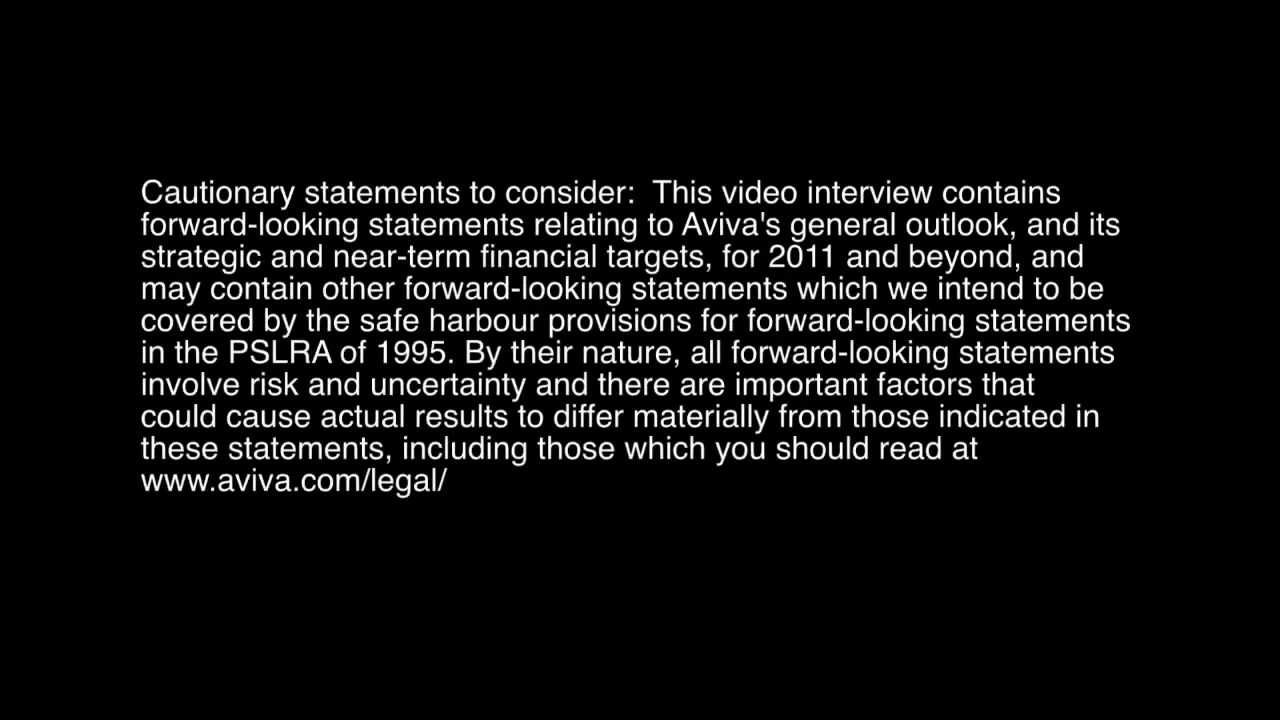 Cautionary statements to consider:  This video interview contains
forward-looking statements relating to Aviva's general outlook, and its
strategic and near-term financial targets, for 2011 and beyond, and
may contain other forward-looking statements which we intend to be
covered by the safe harbour provisions for forward-looking statements
in the PSLRA of 1995. By their nature, all forward-looking statements
involve risk and uncertainty and there are important factors that
could cause actual results to differ materially from those indicated in
these statements, including those which you should read at
www.aviva.com/legal/